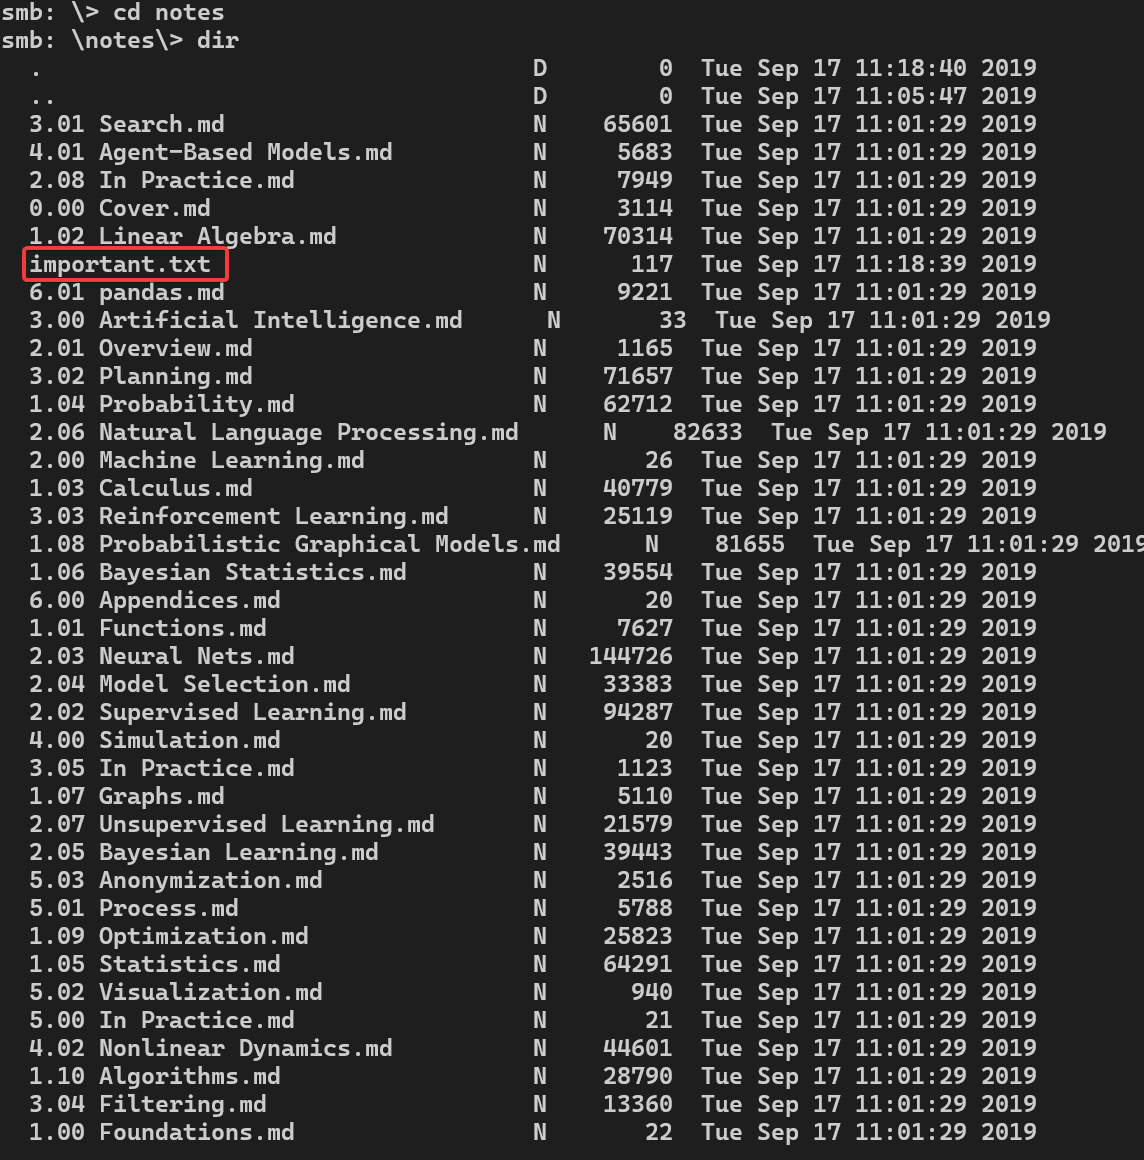 smb: \> cd notes
smb: \notes\> dir
. D 0 Tue Sep 17 11:18:40 2019
.. D 0 Tue Sep 17 11:05:47 2019
3.01 Search.md N 65601 Tue Sep 17 11:01:29 2019
4.01 Agent-Based Models.md N 5683 Tue Sep 17 11:01:29 2019
2.08 In Practice.md N 7949 Tue Sep 17 11:01:29 2019
0.00 Cover.md N 3114 Tue Sep 17 11:01:29 2019
1.02 Linear Algebra.md N 70314 Tue Sep 17 11:01:29 2019
important.txt N 117 Tue Sep 17 11:18:39 2019
6.01 pandas.md N 9221 Tue Sep 17 11:01:29 2019
3.00 Artificial Intelligence.md N 33 Tue Sep 17 11:01:29 2019
2.01 Overview.md N 1165 Tue Sep 17 11:01:29 2019
3.02 Planning.md N 71657 Tue Sep 17 11:01:29 2019
1.04 Probability.md N 62712 Tue Sep 17 11:01:29 2019
2.06 Natural Language Processing.md N 82633 Tue Sep 17 11:01:29 2019
2.00 Machine Learning.md N 26 Tue Sep 17 11:01:29 2019
1.03 Calculus.md N 40779 Tue Sep 17 11:01:29 2019
3.03 Reinforcement Learning.md N 25119 Tue Sep 17 11:01:29 2019
1.08 Probabilistic Graphical Models.md N 81655 Tue Sep 17 11:01:29 2019
1.06 Bayesian Statistics.md N 39554 Tue Sep 17 11:01:29 2019
6.00 Appendices.md N 20 Tue Sep 17 11:01:29 2019
1.01 Functions.md N 7627 Tue Sep 17 11:01:29 2019
2.03 Neural Nets.md N 144726 Tue Sep 17 11:01:29 2019
2.04 Model Selection.md N 33383 Tue Sep 17 11:01:29 2019
2.02 Supervised Learning.md N 94287 Tue Sep 17 11:01:29 2019
4.00 Simulation.md N 20 Tue Sep 17 11:01:29 2019
3.05 In Practice.md N 1123 Tue Sep 17 11:01:29 2019
1.07 Graphs.md N 5110 Tue Sep 17 11:01:29 2019
2.07 Unsupervised Learning.md N 21579 Tue Sep 17 11:01:29 2019
2.05 Bayesian Learning.md N 39443 Tue Sep 17 11:01:29 2019
5.03 Anonymization.md N 2516 Tue Sep 17 11:01:29 2019
5.01 Process.md N 5788 Tue Sep 17 11:01:29 2019
1.09 Optimization.md N 25823 Tue Sep 17 11:01:29 2019
1.05 Statistics.md N 64291 Tue Sep 17 11:01:29 2019
5.02 Visualization.md N 940 Tue Sep 17 11:01:29 2019
5.00 In Practice.md N 21 Tue Sep 17 11:01:29 2019
4.02 Nonlinear Dynamics.md N 44601 Tue Sep 17 11:01:29 2019
1.10 Algorithms.md N 28790 Tue Sep 17 11:01:29 2019
3.04 Filtering.md N 13360 Tue Sep 17 11:01:29 2019
1.00 Foundations.md N 22 Tue Sep 17 11:01:29 2019